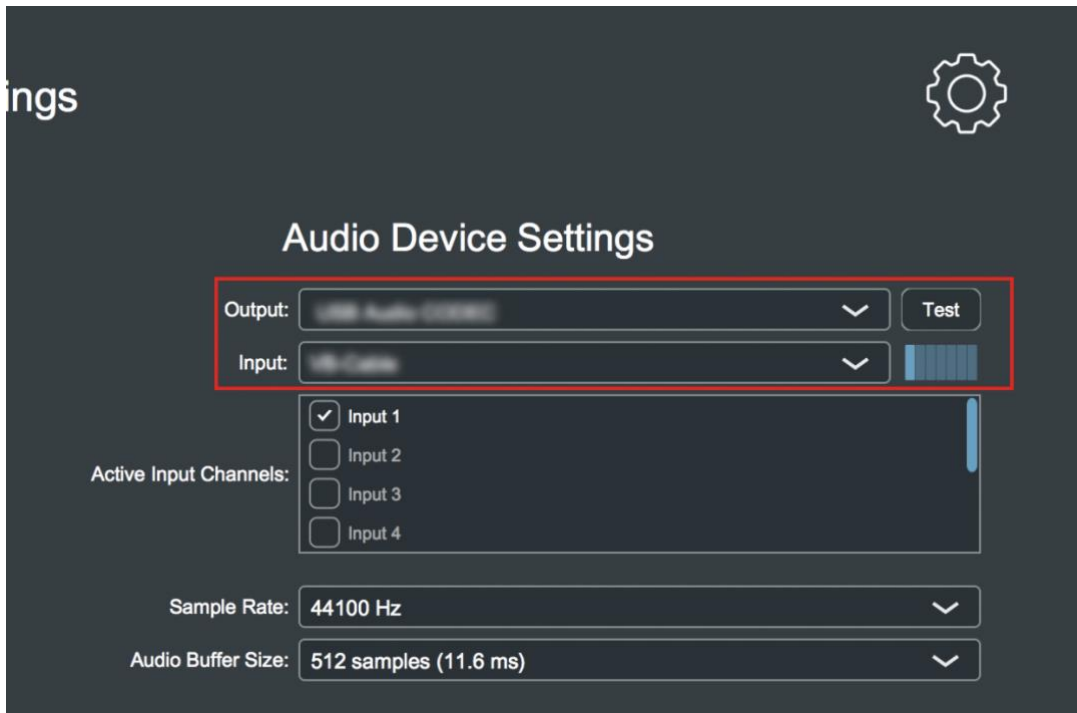 ings
Audio Device Settings
Output:
Test
Input:
Active Input Channels:
Input 1
Input 2
Input 3
Input 4
Sample Rate: 44100 Hz
Audio Buffer Size: 512 samples (11.6 ms)